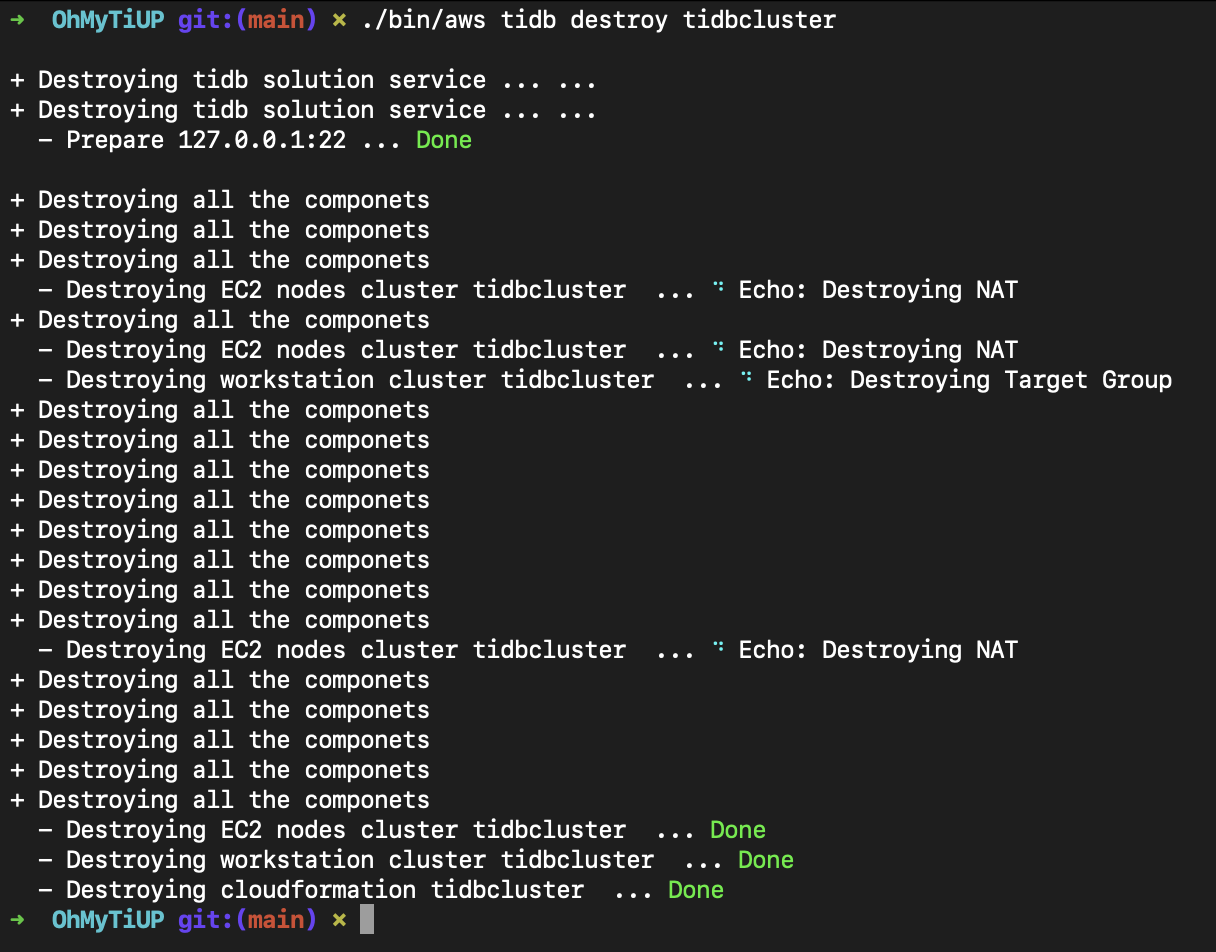 ➜ OhMyTiUP git:(main) ✗ ./bin/aws tidb destroy tidbcluster
+ Destroying tidb solution service ... ...
+ Destroying tidb solution service ... ...
  - Prepare 127.0.0.1:22 ... Done
+ Destroying all the componets
+ Destroying all the componets
+ Destroying all the componets
  - Destroying EC2 nodes cluster tidbcluster  ... ⠙ Echo: Destroying NAT
+ Destroying all the componets
  - Destroying EC2 nodes cluster tidbcluster  ... ⠙ Echo: Destroying NAT
  - Destroying workstation cluster tidbcluster  ... ⠙ Echo: Destroying Target Group
+ Destroying all the componets
+ Destroying all the componets
+ Destroying all the componets
+ Destroying all the componets
+ Destroying all the componets
+ Destroying all the componets
+ Destroying all the componets
+ Destroying all the componets
  - Destroying EC2 nodes cluster tidbcluster  ... ⠙ Echo: Destroying NAT
+ Destroying all the componets
+ Destroying all the componets
+ Destroying all the componets
+ Destroying all the componets
+ Destroying all the componets
  - Destroying EC2 nodes cluster tidbcluster  ... Done
  - Destroying workstation cluster tidbcluster  ... Done
  - Destroying cloudformation tidbcluster  ... Done
➜ OhMyTiUP git:(main) ✗